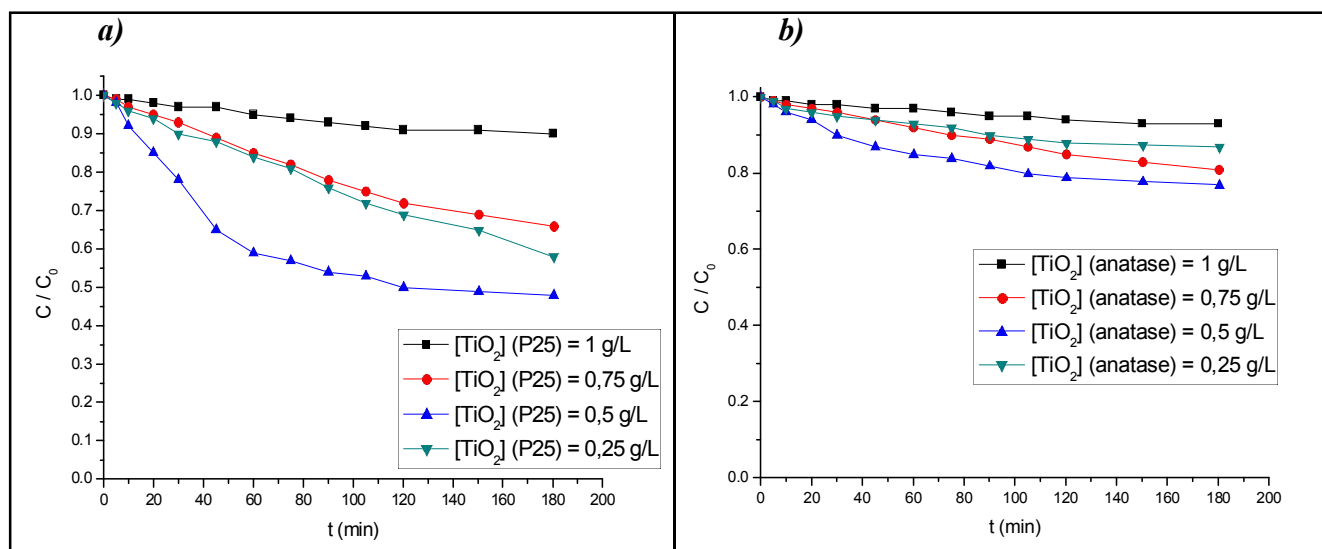 a)
1.0
0.9
0.8
0.7
0.6
0.5
0.4
0.3
0.2
0.1
0.0
C / C₀
[TiO₂] (P25) = 1 g/L
[TiO₂] (P25) = 0,75 g/L
[TiO₂] (P25) = 0,5 g/L
[TiO₂] (P25) = 0,25 g/L
0 20 40 60 80 100 120 140 160 180 200
t (min)
b)
1.0
0.8
0.6
0.4
0.2
0.0
C / C₀
[TiO₂] (anatase) = 1 g/L
[TiO₂] (anatase) = 0,75 g/L
[TiO₂] (anatase) = 0,5 g/L
[TiO₂] (anatase) = 0,25 g/L
0 20 40 60 80 100 120 140 160 180 200
t (min)